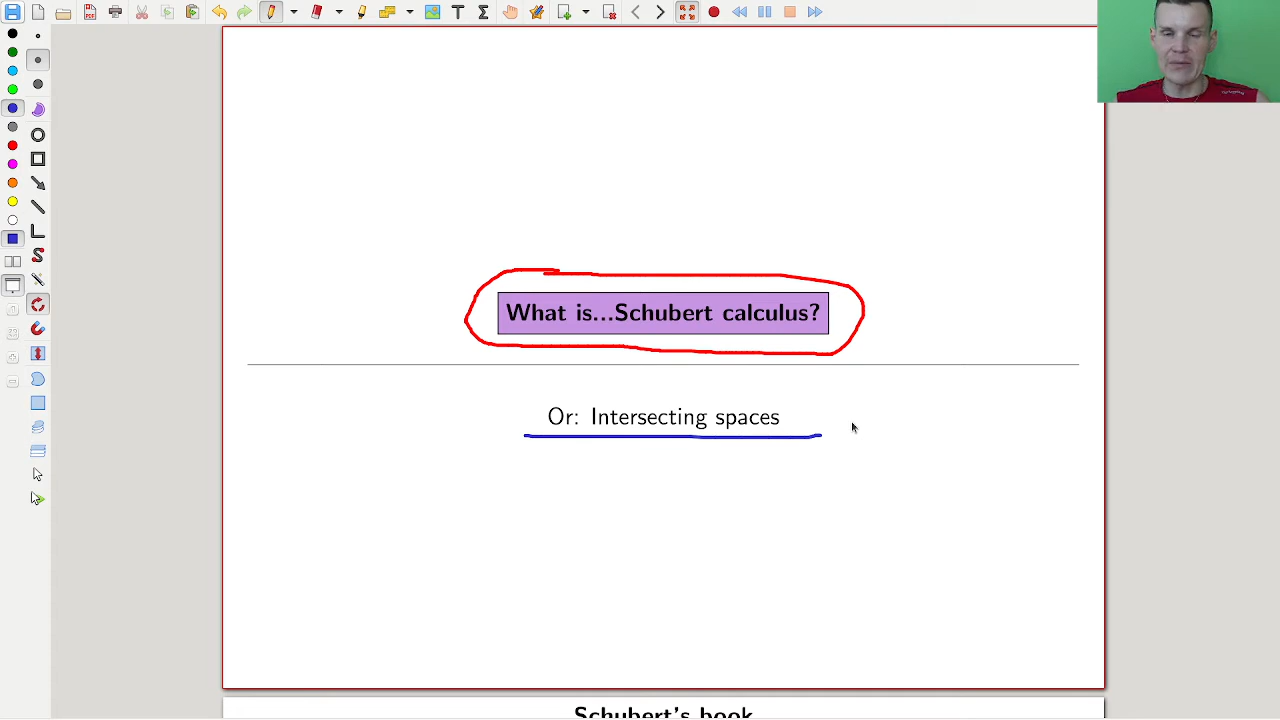 What is...Schubert calculus?
Or: Intersecting spaces
Schubert's book